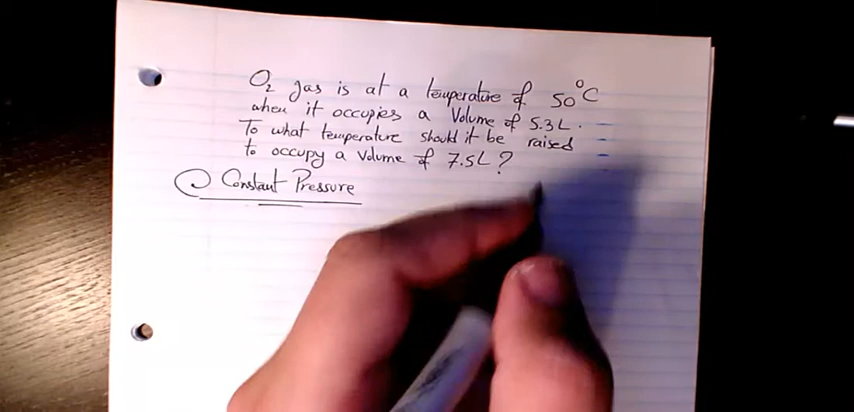 O2 gas is at a temperature of 50°C
when it occupies a Volume of 5.3L.
To what temperature should it be raised
to occupy a Volume of 7.5L?
@ Constant Pressure